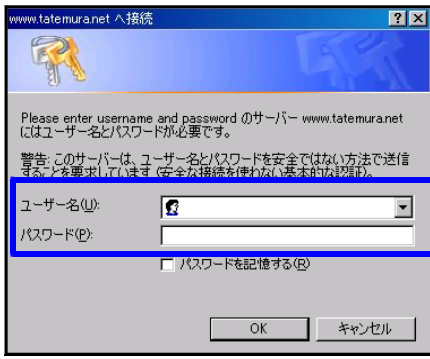 www.tatemura.net へ接続
Please enter username and password のサーバー www.tatemura.net
にはユーザー名とパスワードが必要です。
警告: このサーバーは、ユーザー名とパスワードを安全ではない方法で送信
することを要求しています (安全な接続を使わない基本的な認証)。
ユーザー名(U):
パスワード(P):
パスワードを記憶する(R)
OK キャンセル